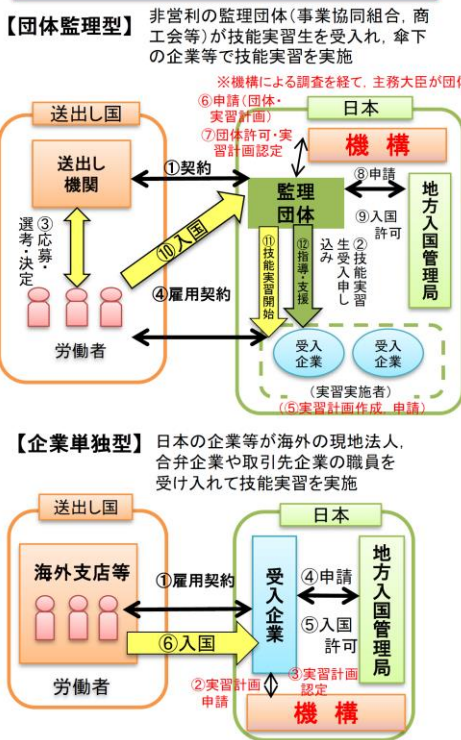 【団体監理型】
非営利の監理団体(事業協同組合, 商
工会等)が技能実習生を受入れ, 傘下
の企業等で技能実習を実施
※機構による調査を経て, 主務大臣が団体
送出し国
日本
⑥申請(団体・
実習計画)
⑦団体許可・実
習計画認定
機構
送出し
機関
①契約
監理
団体
⑧申請
⑨入国
許可
地方入国管理局
③応募・
選考・決定
⑩入国
④雇用契約
⑪技能実習開始
⑫指導・支援
②技能実習
生受入申し
込み
労働者
受入
企業
受入
企業
(実習実施者)
(⑤実習計画作成, 申請)
【企業単独型】
日本の企業等が海外の現地法人,
合弁企業や取引先企業の職員を
受け入れて技能実習を実施
送出し国
日本
海外支店等
①雇用契約
受入企業
④申請
⑤入国
許可
地方入国管理局
⑥入国
労働者
②実習計画
申請
③実習計画
認定
機構